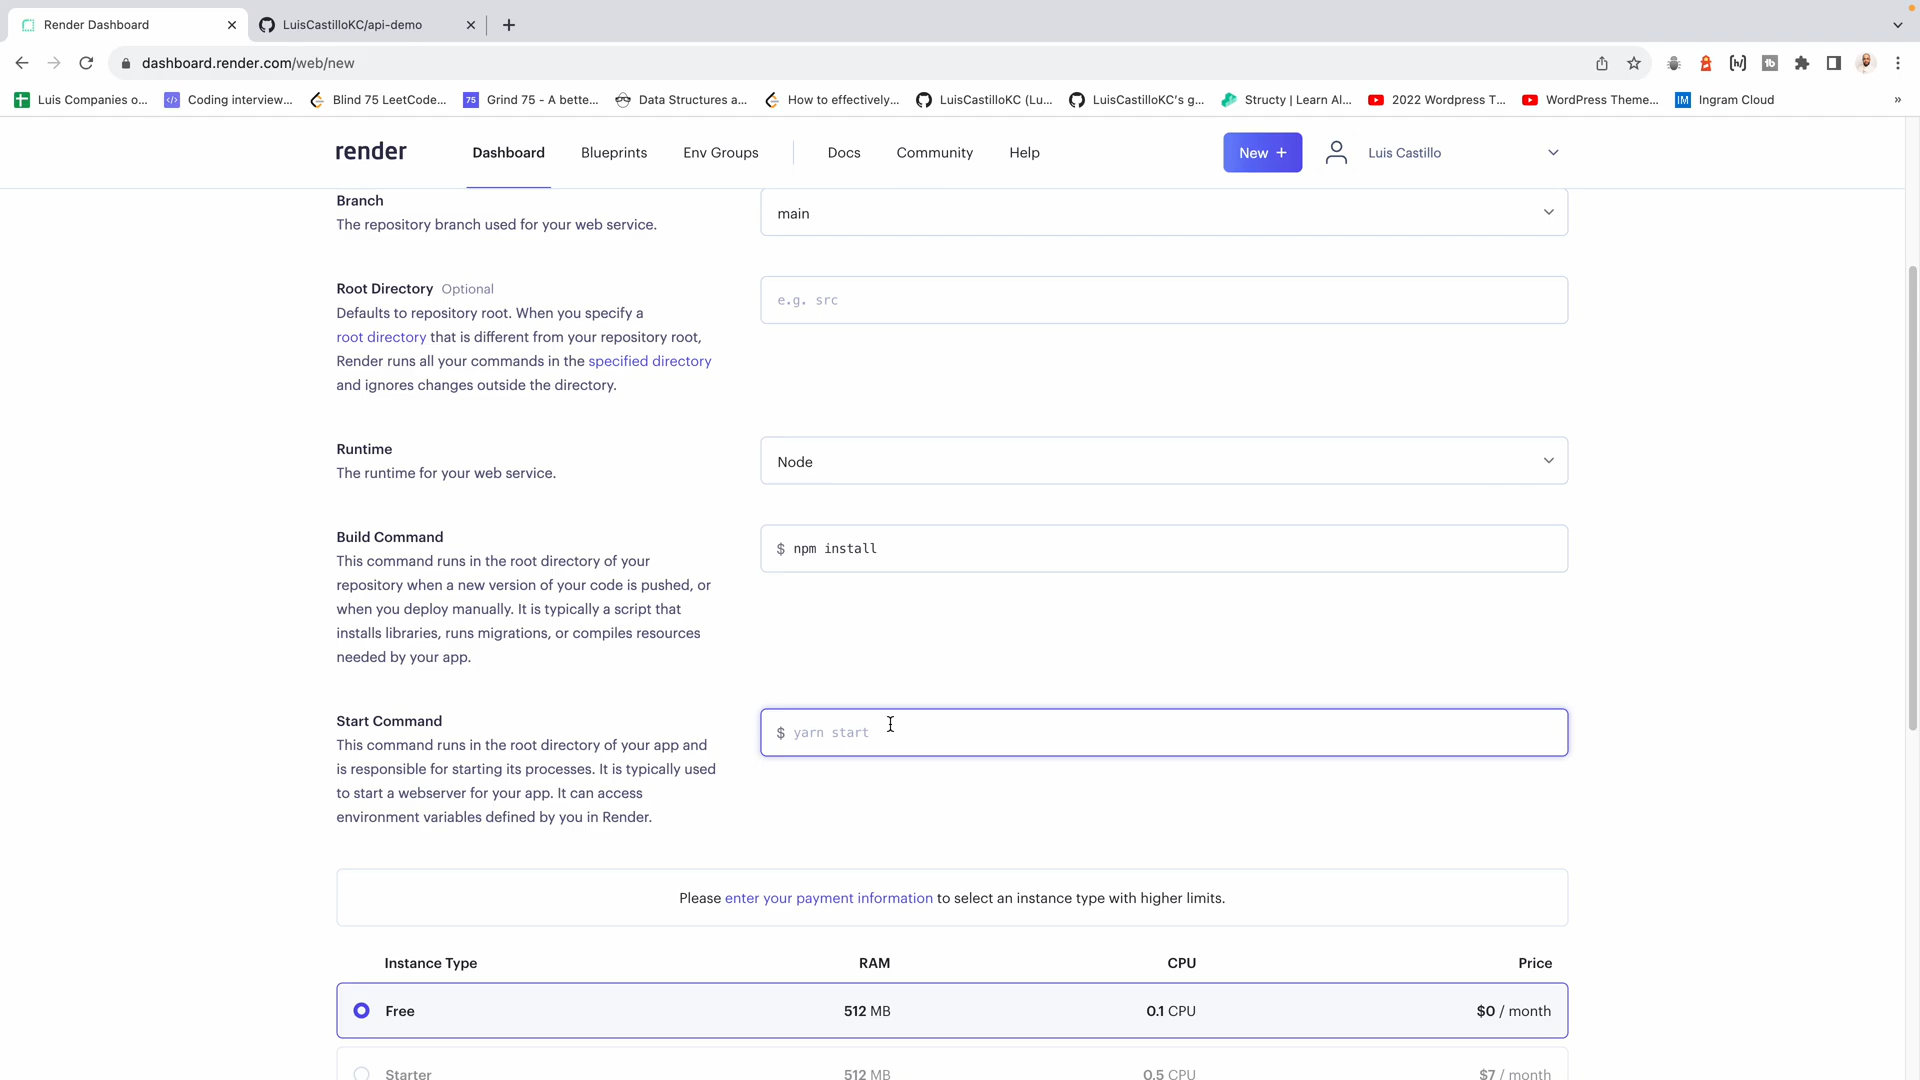 Render Dashboard
LuisCastilloKC/api-demo
dashboard.render.com/web/new
Luis Companies o...
Coding interview...
Blind 75 LeetCode...
75
Grind 75 - A bette...
Data Structures a...
How to effectively...
LuisCastilloKC (Lu...
LuisCastilloKC's g...
Structy | Learn Al...
2022 Wordpress T...
WordPress Theme...
IM
Ingram Cloud
»
render
Dashboard
Blueprints
Env Groups
Docs
Community
Help
New +
Luis Castillo
Branch
The repository branch used for your web service.
main
Root Directory Optional
Defaults to repository root. When you specify a
root directory that is different from your repository root,
Render runs all your commands in the specified directory
and ignores changes outside the directory.
e.g. src
Runtime
The runtime for your web service.
Node
Build Command
This command runs in the root directory of your
repository when a new version of your code is pushed, or
when you deploy manually. It is typically a script that
installs libraries, runs migrations, or compiles resources
needed by your app.
$ npm install
Start Command
This command runs in the root directory of your app and
is responsible for starting its processes. It is typically used
to start a webserver for your app. It can access
environment variables defined by you in Render.
$ yarn start
Please enter your payment information to select an instance type with higher limits.
Instance Type RAM CPU Price
Free 512 MB 0.1 CPU $0 / month
Starter 512 MB 0.5 CPU $7 / month